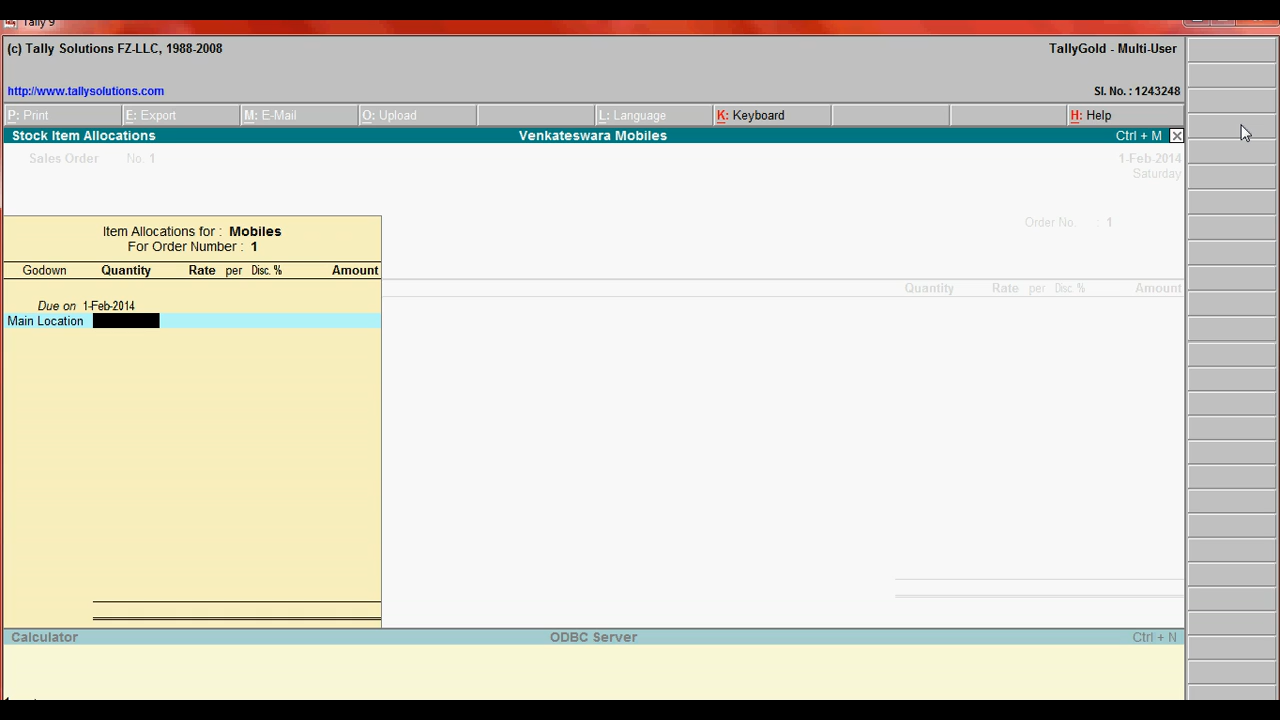 Tally 9
(c) Tally Solutions FZ-LLC, 1988-2008
TallyGold - Multi-User
http://www.tallysolutions.com
Sl. No. : 1243248
P: Print E: Export M: E-Mail O: Upload L: Language K: Keyboard H: Help
Stock Item Allocations Venkateswara Mobiles Ctrl + M
Sales Order No. 1
1-Feb-2014
Saturday
Order No. : 1
Item Allocations for : Mobiles
For Order Number : 1
Godown Quantity Rate per Disc. % Amount
Quantity Rate per Disc. % Amount
Due on 1-Feb-2014
Main Location
Calculator ODBC Server Ctrl + N